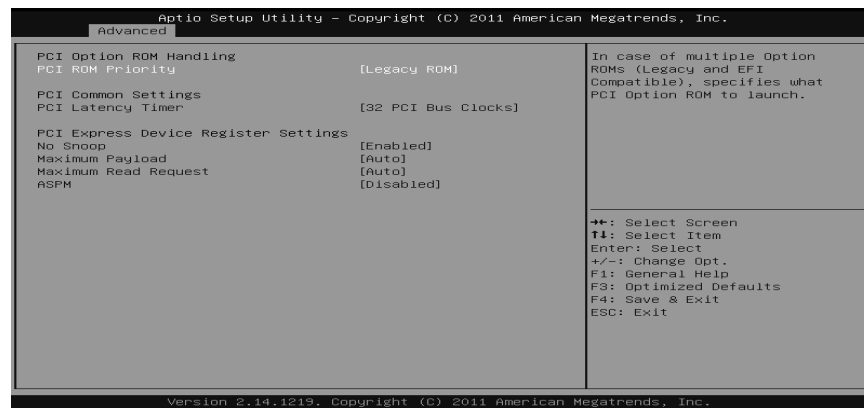 Aptio Setup Utility – Copyright (C) 2011 American Megatrends, Inc.
Advanced
PCI Option ROM Handling
PCI ROM Priority [Legacy ROM]
PCI Common Settings
PCI Latency Timer [32 PCI Bus Clocks]
PCI Express Device Register Settings
No Snoop [Enabled]
Maximum Payload [Auto]
Maximum Read Request [Auto]
ASPM [Disabled]
In case of multiple Option
ROMs (Legacy and EFI
Compatible), specifies what
PCI Option ROM to launch.
→←: Select Screen
↑↓: Select Item
Enter: Select
+/-: Change Opt.
F1: General Help
F3: Optimized Defaults
F4: Save & Exit
ESC: Exit
Version 2.14.1219. Copyright (C) 2011 American Megatrends, Inc.